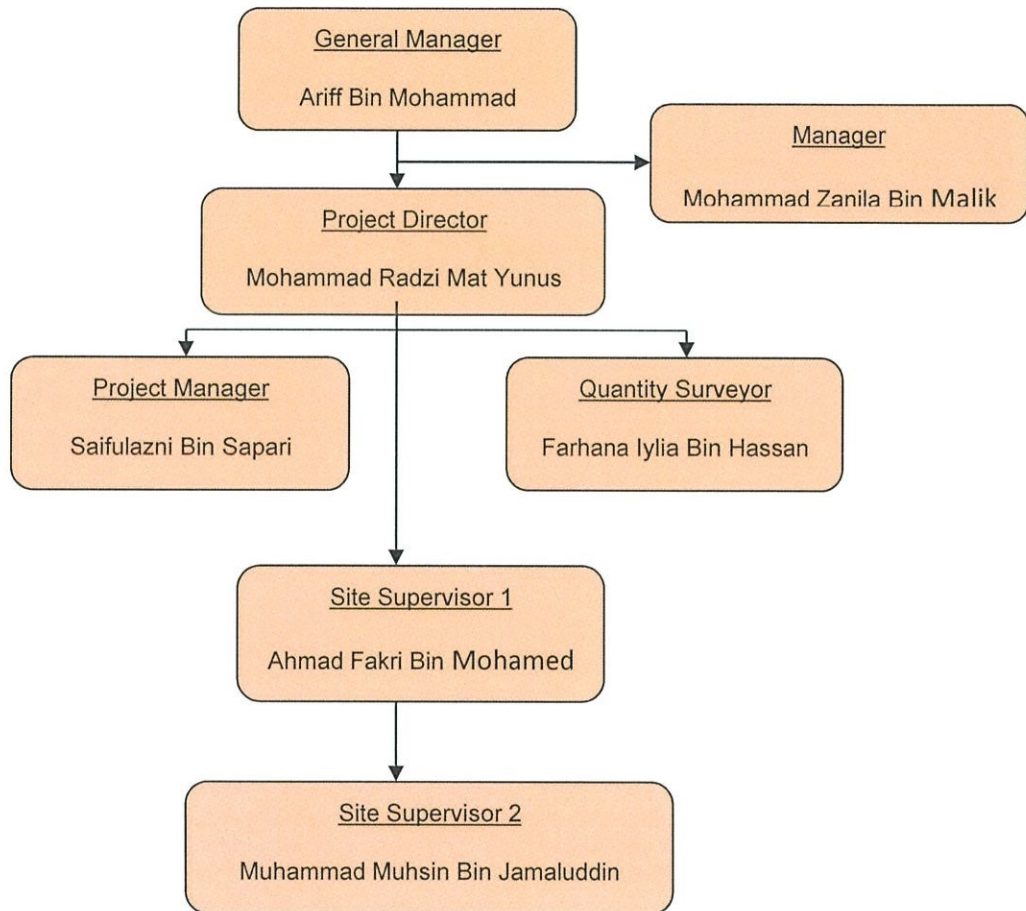 General Manager
Ariff Bin Mohammad
Manager
Mohammad Zanila Bin Malik
Project Director
Mohammad Radzi Mat Yunus
Project Manager
Saifulazni Bin Sapari
Quantity Surveyor
Farhana Iylia Bin Hassan
Site Supervisor 1
Ahmad Fakri Bin Mohamed
Site Supervisor 2
Muhammad Muhsin Bin Jamaluddin